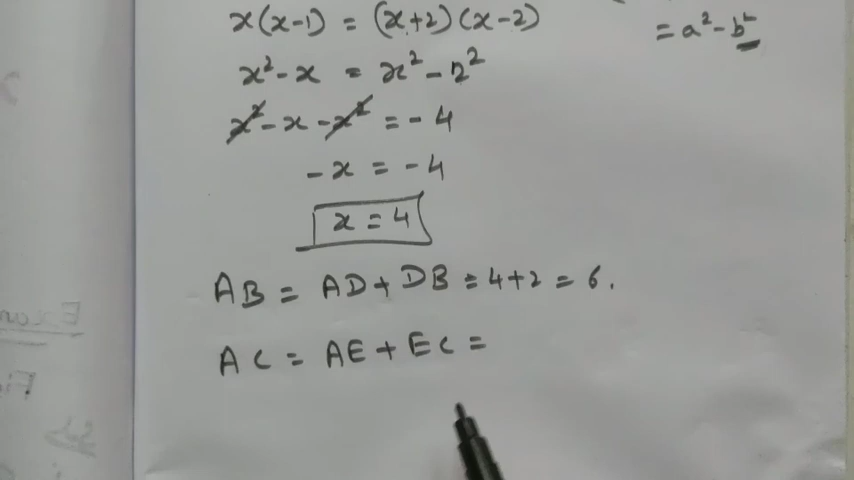 x(x-1) = (x+2)(x-2)
= a² - b²
x² - x = x² - 2²
x² - x - x² = - 4
- x = - 4
x = 4
AB = AD + DB = 4+2 = 6.
AC = AE + EC =